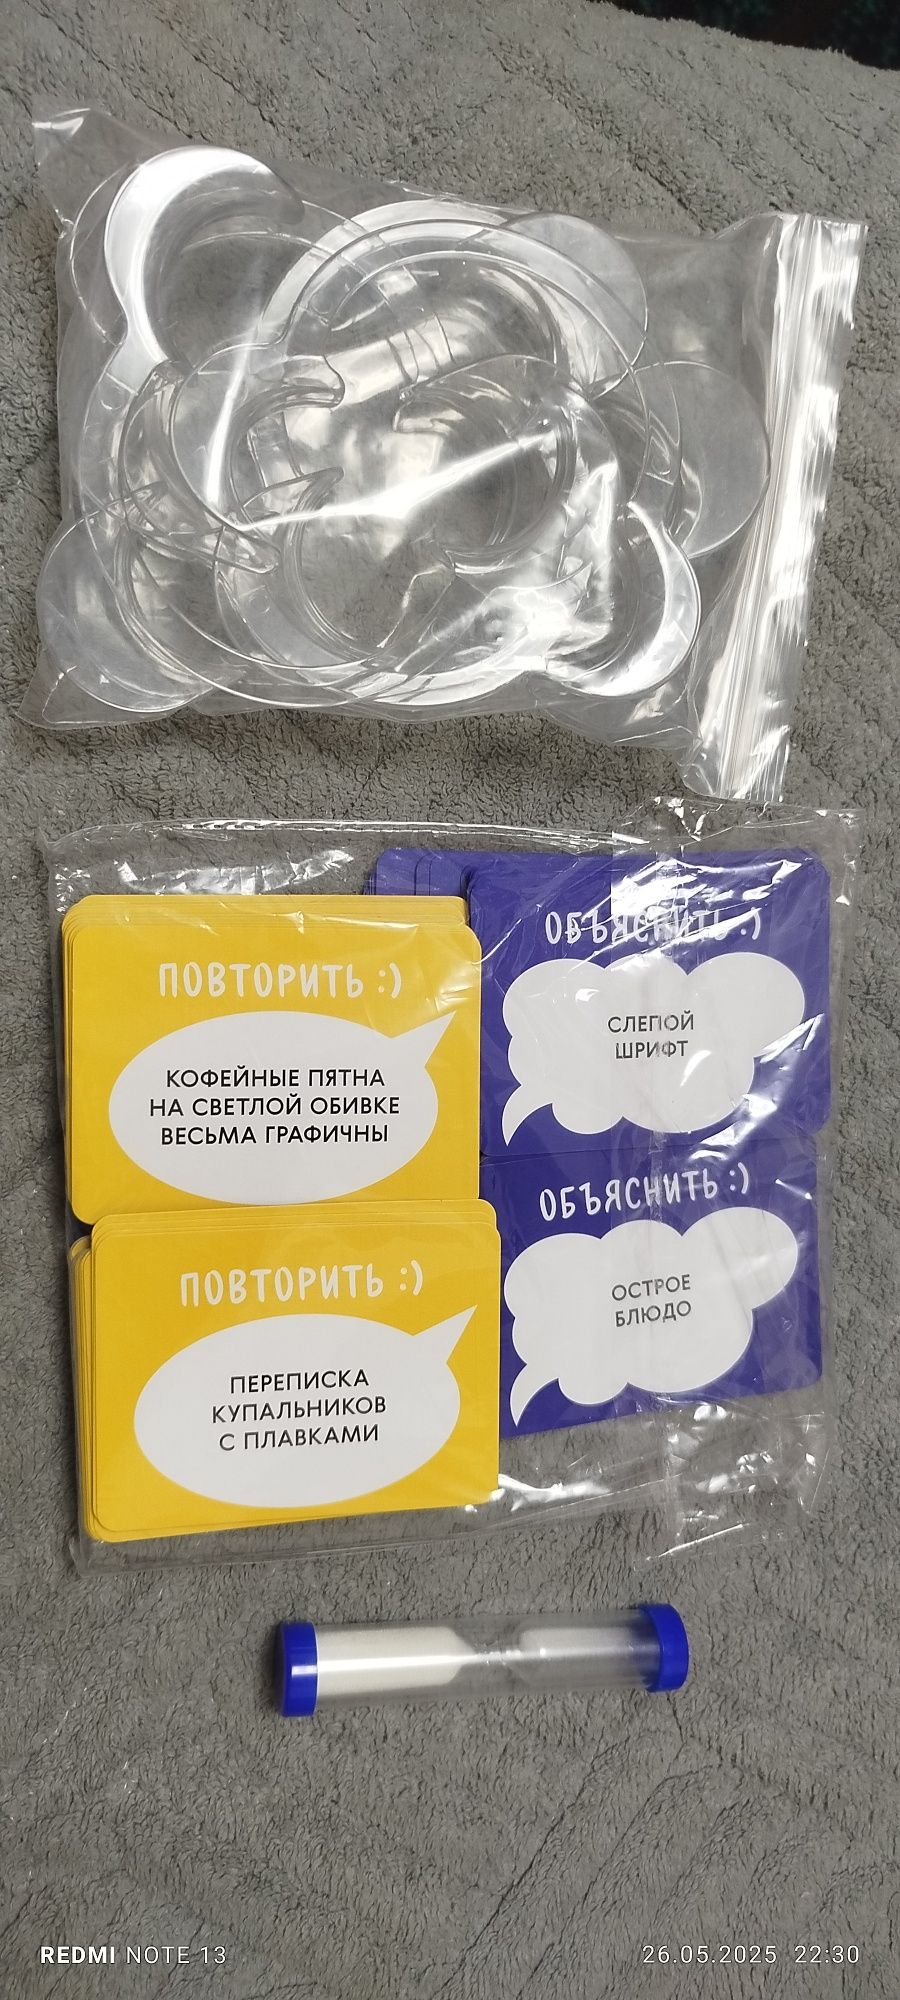 ПОВТОРИТЬ :)
КОФЕЙНЫЕ ПЯТНА
НА СВЕТЛОЙ ОБИВКЕ
ВЕСЬМА ГРАФИЧНЫ
ОБЪЯСНИТЬ :)
СЛЕПОЙ
ШРИФТ
ПОВТОРИТЬ :)
ПЕРЕПИСКА
КУПАЛЬНИКОВ
С ПЛАВКАМИ
ОБЪЯСНИТЬ :)
ОСТРОЕ
БЛЮДО
REDMI NOTE 13
26.05.2025 22:30